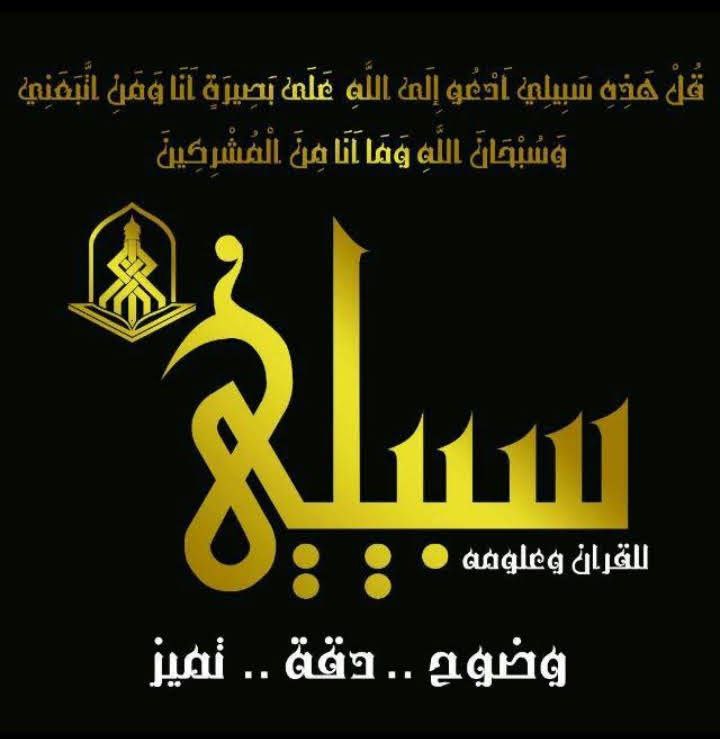 قُلْ هَذِهِ سَبِيلِي أَدْعُو إِلَى اللَّهِ عَلَى بَصِيرَةٍ أَنَا وَمَنِ اتَّبَعَنِي
وَسُبْحَانَ اللَّهِ وَمَا أَنَا مِنَ الْمُشْرِكِينَ
سبيلي
للقران وعلومه
وضوح .. دقة .. تميز